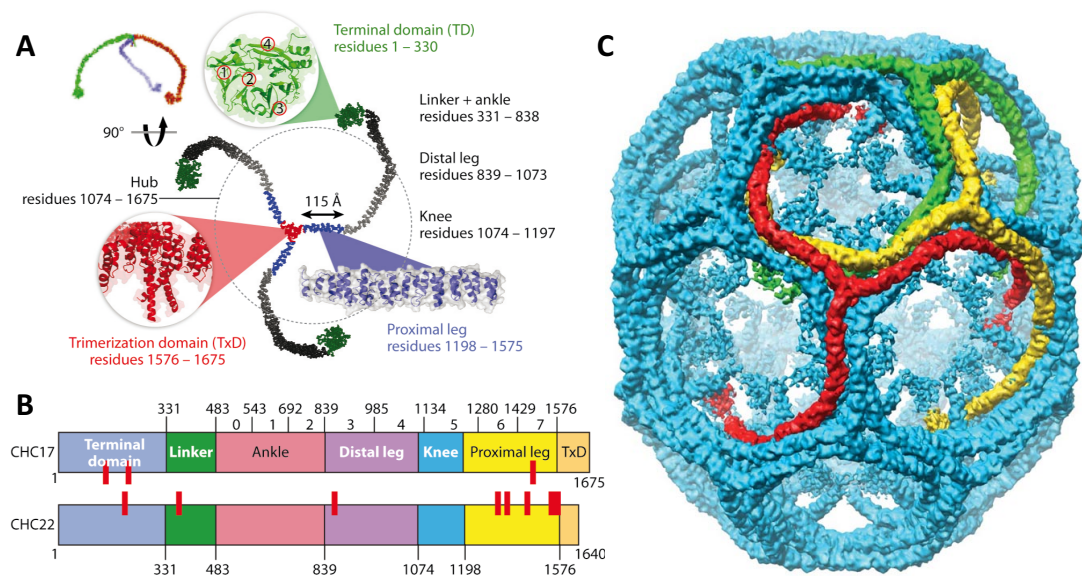 A
90°
Terminal domain (TD)
residues 1 – 330
4
1
2
3
Linker + ankle
residues 331 – 838
Distal leg
residues 839 – 1073
Knee
residues 1074 – 1197
Hub
residues 1074 – 1675
115 Å
Trimerization domain (TxD)
residues 1576 – 1675
Proximal leg
residues 1198 – 1575
B
331 483 543 692 839 985 1134 1280 1429 1576
0 1 2 3 4 5 6 7
CHC17
Terminal
domain
Linker Ankle Distal leg Knee Proximal leg TxD
1 1675
CHC22
1 1640
331 483 839 1074 1198 1576
C